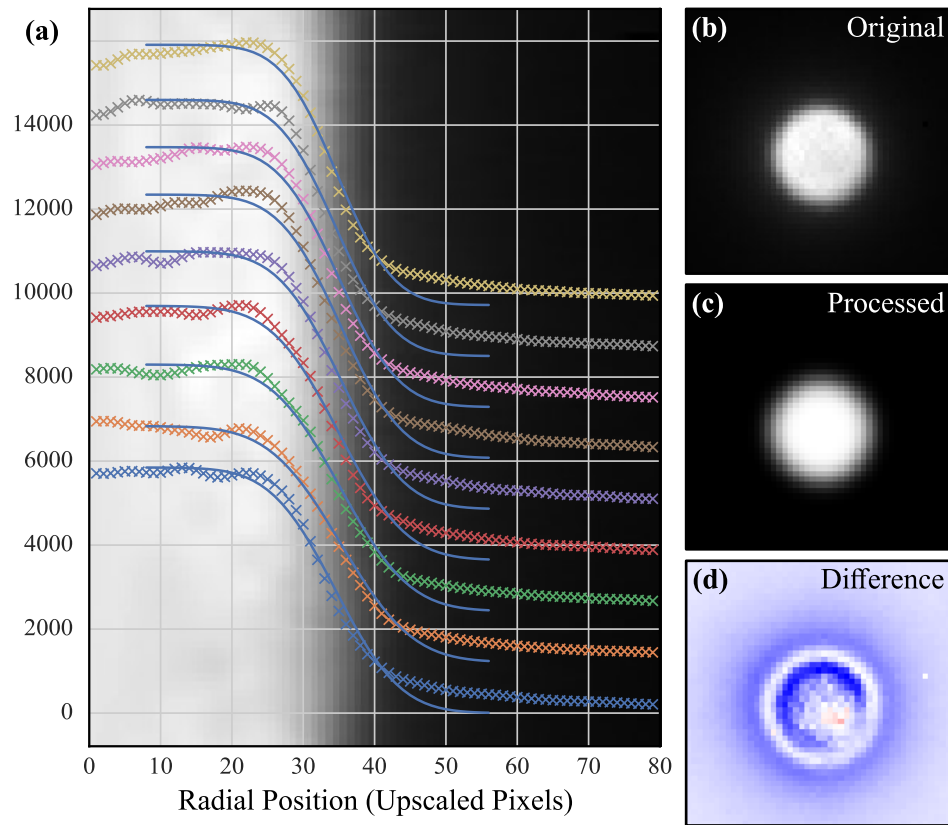 (a)
14000
12000
10000
8000
6000
4000
2000
0
0 10 20 30 40 50 60 70 80
Radial Position (Upscaled Pixels)
(b) Original
(c) Processed
(d) Difference